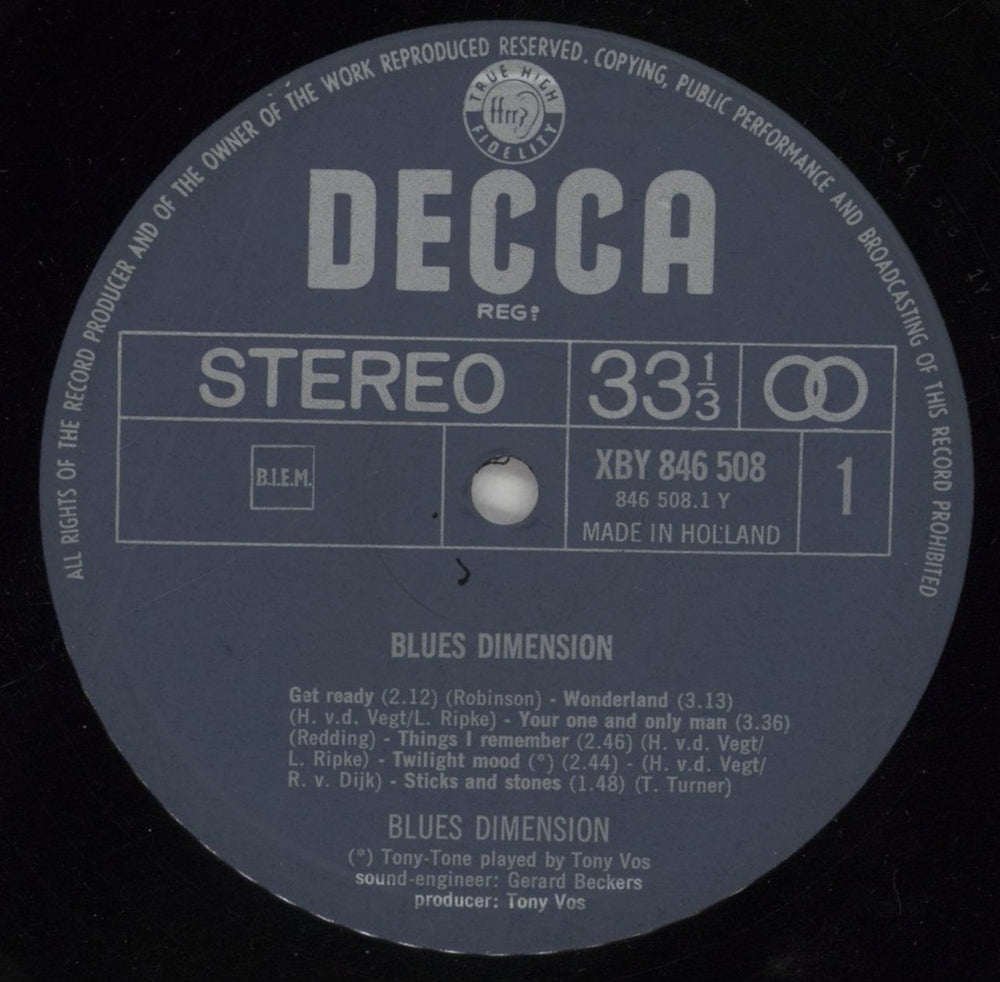 ALL RIGHTS OF THE RECORD PRODUCER AND OF THE OWNER OF THE WORK REPRODUCED RESERVED. COPYING, PUBLIC PERFORMANCE AND BROADCASTING OF THIS RECORD PROHIBITED
TRUE HIGH
ffrr
FIDELITY
DECCA
REGD
STEREO
33 1/3
B.I.E.M.
XBY 846 508
846 508.1 Y
MADE IN HOLLAND
1
BLUES DIMENSION
Get ready (2.12) (Robinson) - Wonderland (3.13)
(H. v.d. Vegt/L. Ripke) - Your one and only man (3.36)
(Redding) - Things I remember (2.46) (H. v.d. Vegt/
L. Ripke) - Twilight mood (*) (2.44) - (H. v.d. Vegt/
R. v. Dijk) - Sticks and stones (1.48) (T. Turner)
BLUES DIMENSION
(*) Tony-Tone played by Tony Vos
sound-engineer: Gerard Beckers
producer: Tony Vos